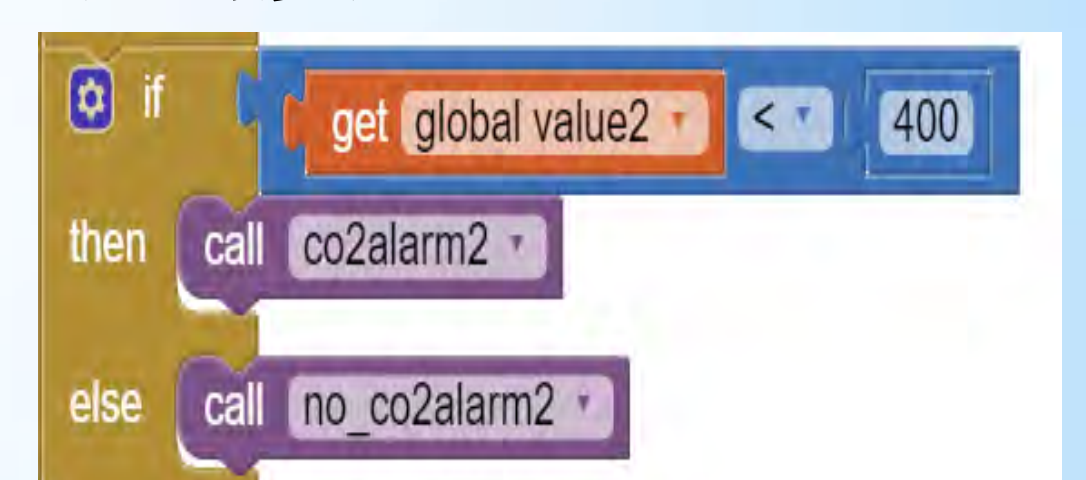 if get global value2 < 400
then call co2alarm2
else call no_co2alarm2